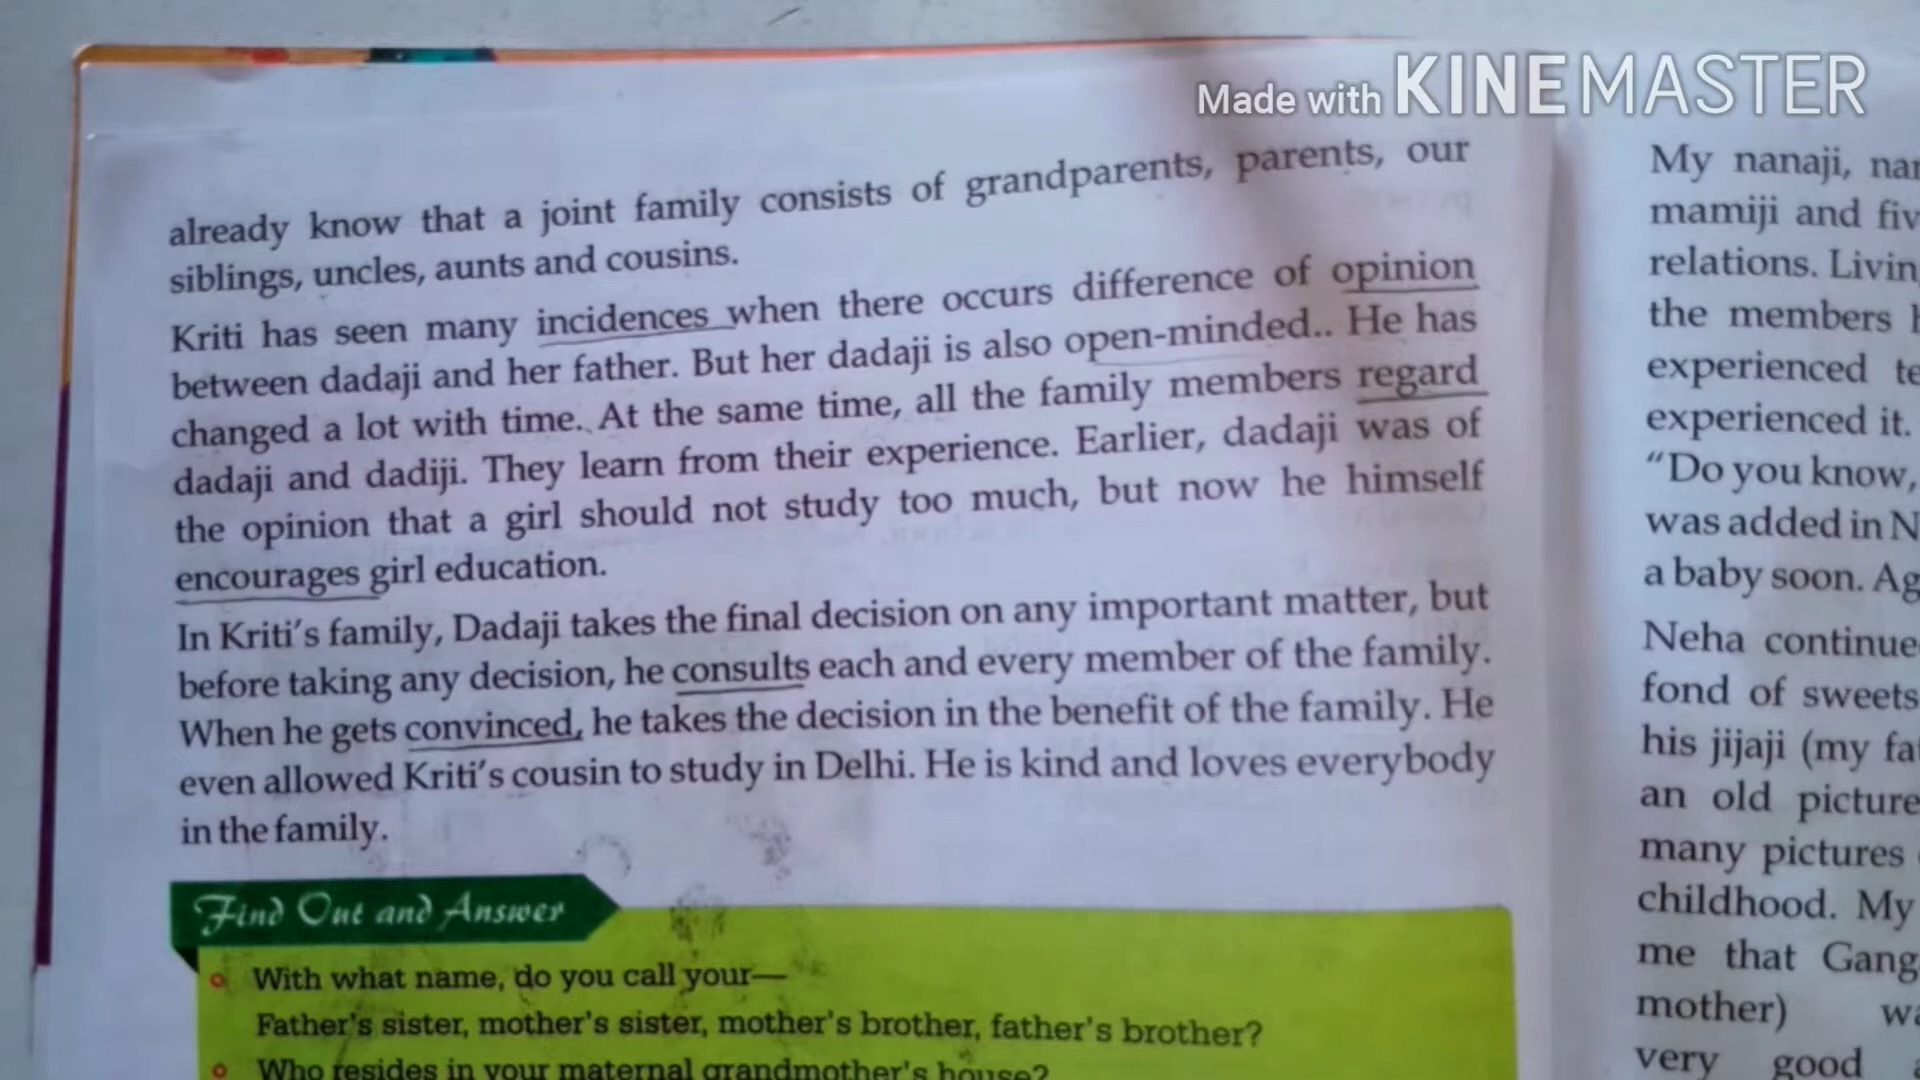 Made with KINEMASTER
already know that a joint family consists of grandparents, parents, our
siblings, uncles, aunts and cousins.
Kriti has seen many incidences when there occurs difference of opinion
between dadaji and her father. But her dadaji is also open-minded.. He has
changed a lot with time. At the same time, all the family members regard
dadaji and dadiji. They learn from their experience. Earlier, dadaji was of
the opinion that a girl should not study too much, but now he himself
encourages girl education.
In Kriti's family, Dadaji takes the final decision on any important matter, but
before taking any decision, he consults each and every member of the family.
When he gets convinced, he takes the decision in the benefit of the family. He
even allowed Kriti's cousin to study in Delhi. He is kind and loves everybody
in the family.
Find Out and Answer
With what name, do you call your—
Father's sister, mother's sister, mother's brother, father's brother?
Who resides in your maternal grandmother's house?
My nanaji,
mamiji and
relations.
the members
experienced
experienced it.
"Do you know,
was added in
a baby soon.
Neha
fond of sweets
his jijaji (my
an old picture
many pictures
childhood. My
me that
mother)
very good